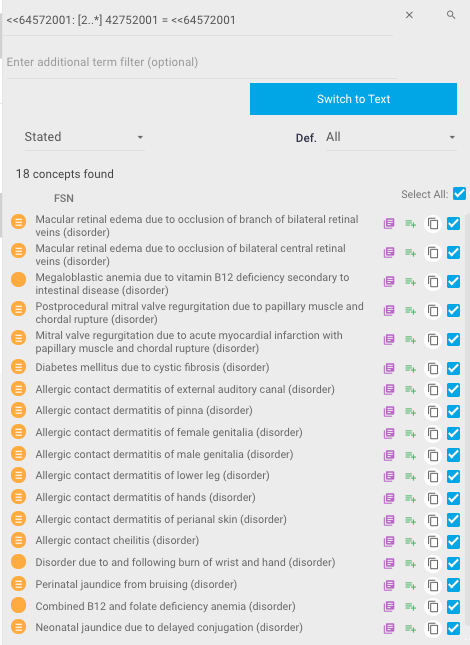 <<64572001: [2..*] 42752001 = <<64572001
Enter additional term filter (optional)
Switch to Text
Stated
Def. All
18 concepts found
Select All:
FSN
Macular retinal edema due to occlusion of branch of bilateral retinal
veins (disorder)
Macular retinal edema due to occlusion of bilateral central retinal
veins (disorder)
Megaloblastic anemia due to vitamin B12 deficiency secondary to
intestinal disease (disorder)
Postprocedural mitral valve regurgitation due to papillary muscle and
chordal rupture (disorder)
Mitral valve regurgitation due to acute myocardial infarction with
papillary muscle and chordal rupture (disorder)
Diabetes mellitus due to cystic fibrosis (disorder)
Allergic contact dermatitis of external auditory canal (disorder)
Allergic contact dermatitis of pinna (disorder)
Allergic contact dermatitis of female genitalia (disorder)
Allergic contact dermatitis of male genitalia (disorder)
Allergic contact dermatitis of lower leg (disorder)
Allergic contact dermatitis of hands (disorder)
Allergic contact dermatitis of perianal skin (disorder)
Allergic contact cheilitis (disorder)
Disorder due to and following burn of wrist and hand (disorder)
Perinatal jaundice from bruising (disorder)
Combined B12 and folate deficiency anemia (disorder)
Neonatal jaundice due to delayed conjugation (disorder)